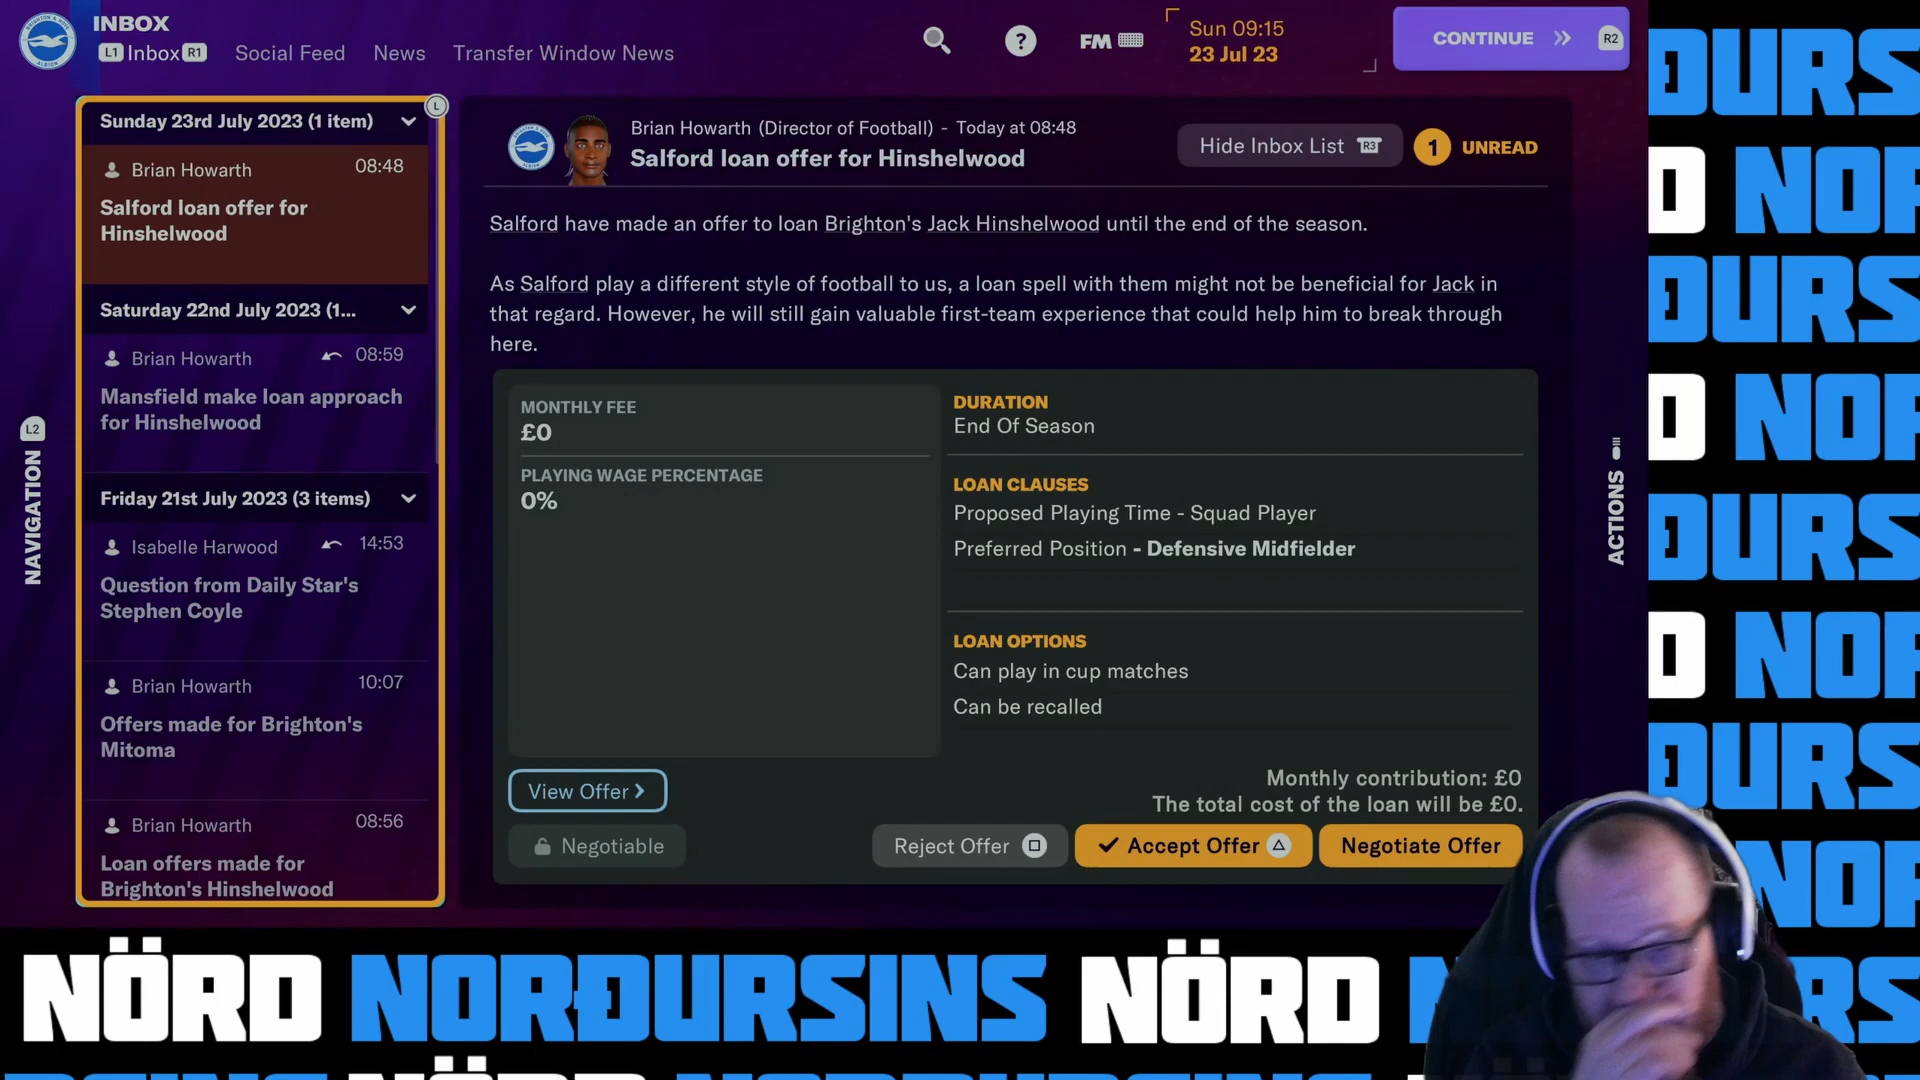 INBOX
L1 Inbox R1 Social Feed News Transfer Window News
? FM Sun 09:15
23 Jul 23
CONTINUE R2
L
Sunday 23rd July 2023 (1 item)
Brian Howarth 08:48
Salford loan offer for
Hinshelwood
Saturday 22nd July 2023 (1...
Brian Howarth 08:59
Mansfield make loan approach
for Hinshelwood
Friday 21st July 2023 (3 items)
Isabelle Harwood 14:53
Question from Daily Star's
Stephen Coyle
Brian Howarth 10:07
Offers made for Brighton's
Mitoma
Brian Howarth 08:56
Loan offers made for
Brighton's Hinshelwood
L2
NAVIGATION
Brian Howarth (Director of Football) - Today at 08:48
Salford loan offer for Hinshelwood
Hide Inbox List R3 1 UNREAD
Salford have made an offer to loan Brighton's Jack Hinshelwood until the end of the season.
As Salford play a different style of football to us, a loan spell with them might not be beneficial for Jack in
that regard. However, he will still gain valuable first-team experience that could help him to break through
here.
MONTHLY FEE
£0
PLAYING WAGE PERCENTAGE
0%
DURATION
End Of Season
LOAN CLAUSES
Proposed Playing Time - Squad Player
Preferred Position - Defensive Midfielder
LOAN OPTIONS
Can play in cup matches
Can be recalled
View Offer
Monthly contribution: £0
The total cost of the loan will be £0.
Negotiable
Reject Offer
Accept Offer
Negotiate Offer
ACTIONS
ÐURS
D NOR
ÐURS
D NOR
ÐURS
D NOR
ÐURS
NOR
NÖRD NORÐURSINS NÖRD